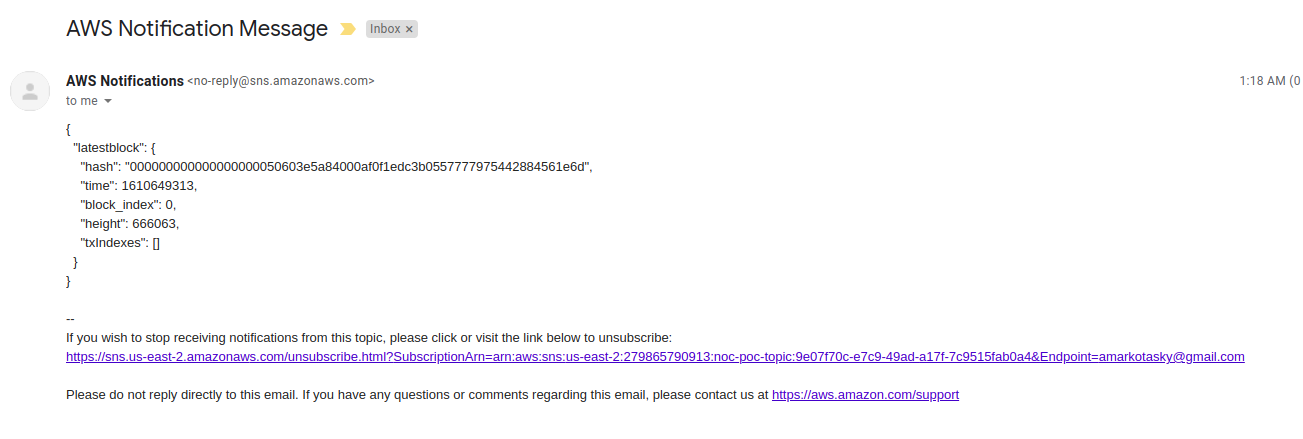 AWS Notification Message
Inbox ×
AWS Notifications <no-reply@sns.amazonaws.com>
1:18 AM (0
to me
{
"latestblock": {
"hash": "000000000000000000050603e5a84000af0f1edc3b0557777975442884561e6d",
"time": 1610649313,
"block_index": 0,
"height": 666063,
"txIndexes": []
}
}
--
If you wish to stop receiving notifications from this topic, please click or visit the link below to unsubscribe:
https://sns.us-east-2.amazonaws.com/unsubscribe.html?SubscriptionArn=arn:aws:sns:us-east-2:279865790913:noc-poc-topic:9e07f70c-e7c9-49ad-a17f-7c9515fab0a4&Endpoint=amarkotasky@gmail.com
Please do not reply directly to this email. If you have any questions or comments regarding this email, please contact us at https://aws.amazon.com/support